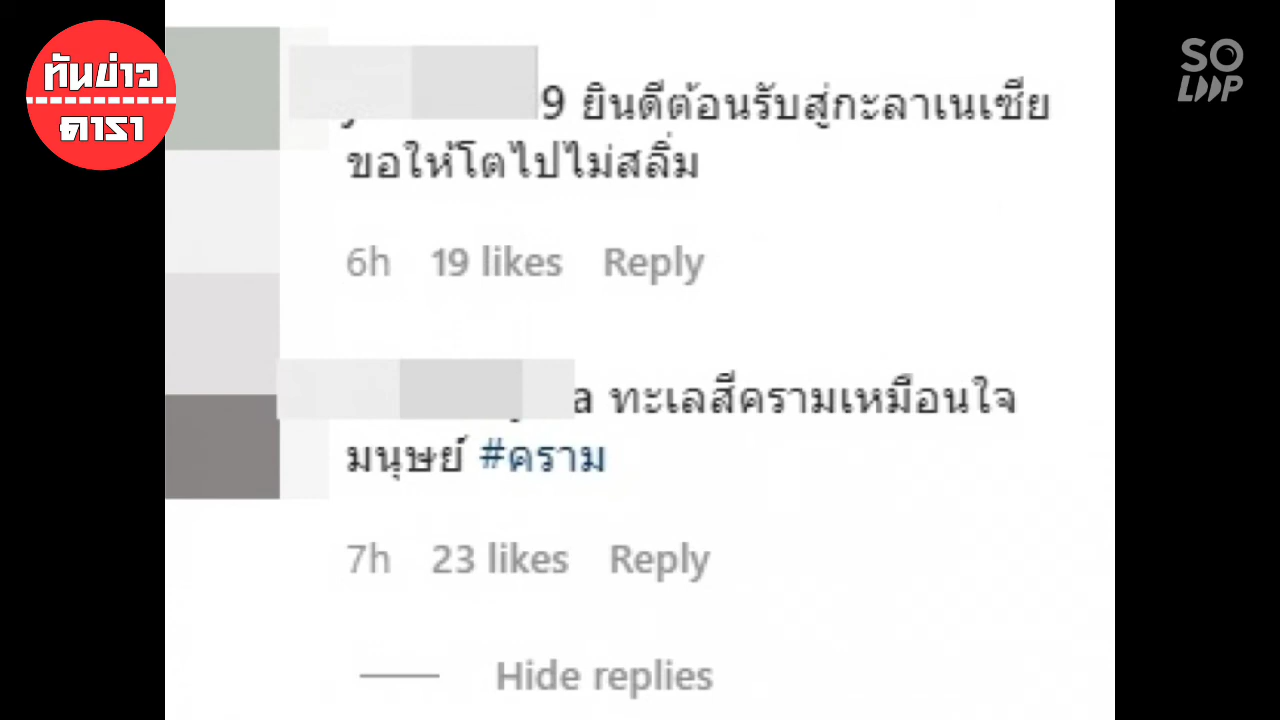 ทันข่าว
ดารา
SO
LOOP
9 ยินดีต้อนรับสู่กะลาเนเซีย
ขอให้โตไปไม่สลิ่ม
6h 19 likes Reply
a ทะเลสีครามเหมือนใจ
มนุษย์ #คราม
7h 23 likes Reply
Hide replies